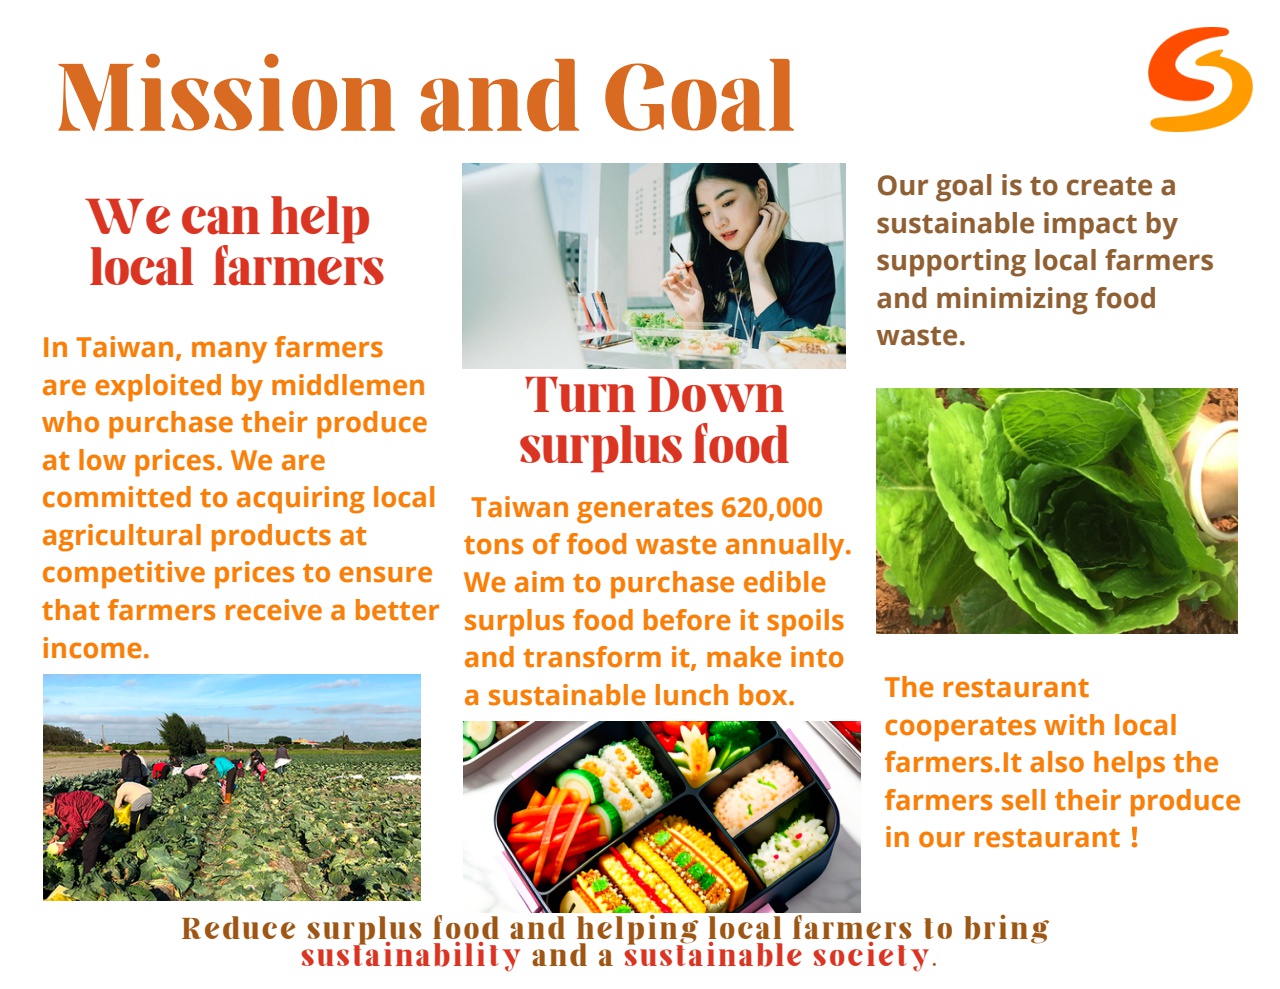 Mission and Goal
We can help
local farmers
In Taiwan, many farmers
are exploited by middlemen
who purchase their produce
at low prices. We are
committed to acquiring local
agricultural products at
competitive prices to ensure
that farmers receive a better
income.
Turn Down
surplus food
Taiwan generates 620,000
tons of food waste annually.
We aim to purchase edible
surplus food before it spoils
and transform it, make into
a sustainable lunch box.
Our goal is to create a
sustainable impact by
supporting local farmers
and minimizing food
waste.
The restaurant
cooperates with local
farmers.It also helps the
farmers sell their produce
in our restaurant！
Reduce surplus food and helping local farmers to bring
sustainability and a sustainable society.